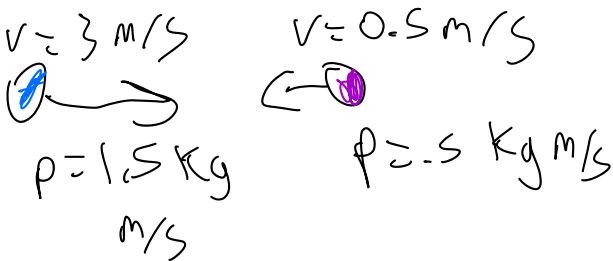 v = 3 m/s
v = 0.5 m/s
p = 1.5 kg
m/s
p = .5 kg m/s